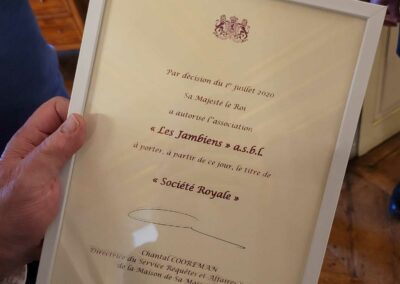 Par décision du 1er juillet 2020
Sa Majesté le Roi
a autorisé l'association
« Les Jambiens » a.s.b.l.
à porter, à partir de ce jour, le titre de
« Société Royale »
Chantal COOREMAN
Directrice du Service Requêtes et Affaires
de la Maison de Sa